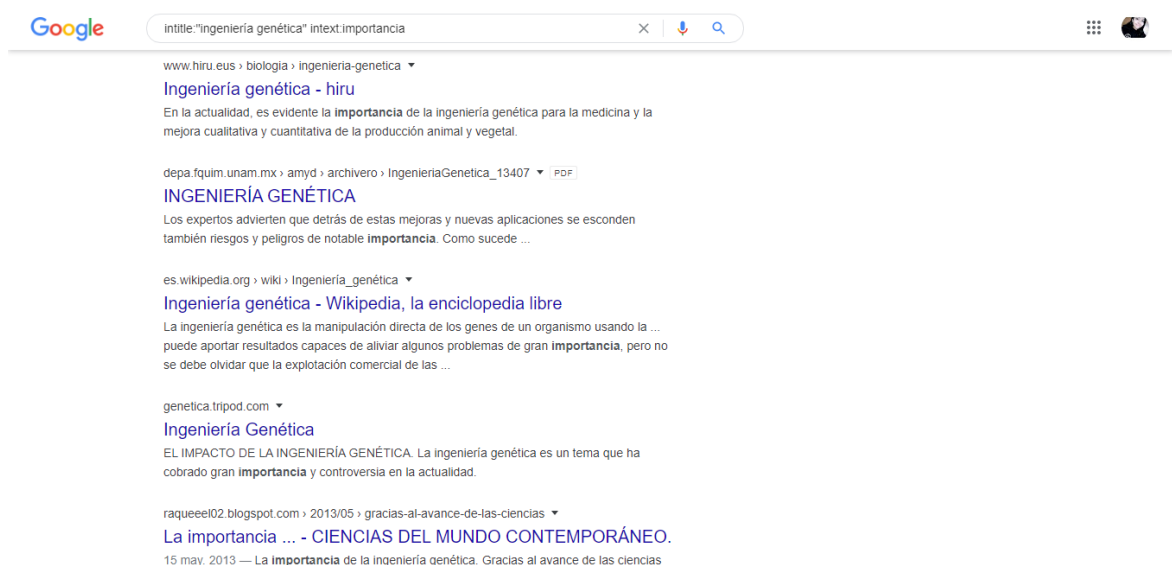 Google
intitle:"ingeniería genética" intext:importancia
www.hiru.eus › biologia › ingenieria-genetica
Ingeniería genética - hiru
En la actualidad, es evidente la importancia de la ingeniería genética para la medicina y la
mejora cualitativa y cuantitativa de la producción animal y vegetal.
depa.fquim.unam.mx › amyd › archivero › IngenieriaGenetica_13407 PDF
INGENIERÍA GENÉTICA
Los expertos advierten que detrás de estas mejoras y nuevas aplicaciones se esconden
también riesgos y peligros de notable importancia. Como sucede ...
es.wikipedia.org › wiki › Ingeniería_genética
Ingeniería genética - Wikipedia, la enciclopedia libre
La ingeniería genética es la manipulación directa de los genes de un organismo usando la ...
puede aportar resultados capaces de aliviar algunos problemas de gran importancia, pero no
se debe olvidar que la explotación comercial de las ...
genetica.tripod.com
Ingeniería Genética
EL IMPACTO DE LA INGENIERÍA GENÉTICA. La ingeniería genética es un tema que ha
cobrado gran importancia y controversia en la actualidad.
raqueeel02.blogspot.com › 2013/05 › gracias-al-avance-de-las-ciencias
La importancia ... - CIENCIAS DEL MUNDO CONTEMPORÁNEO.
15 may. 2013 — La importancia de la ingeniería genética. Gracias al avance de las ciencias